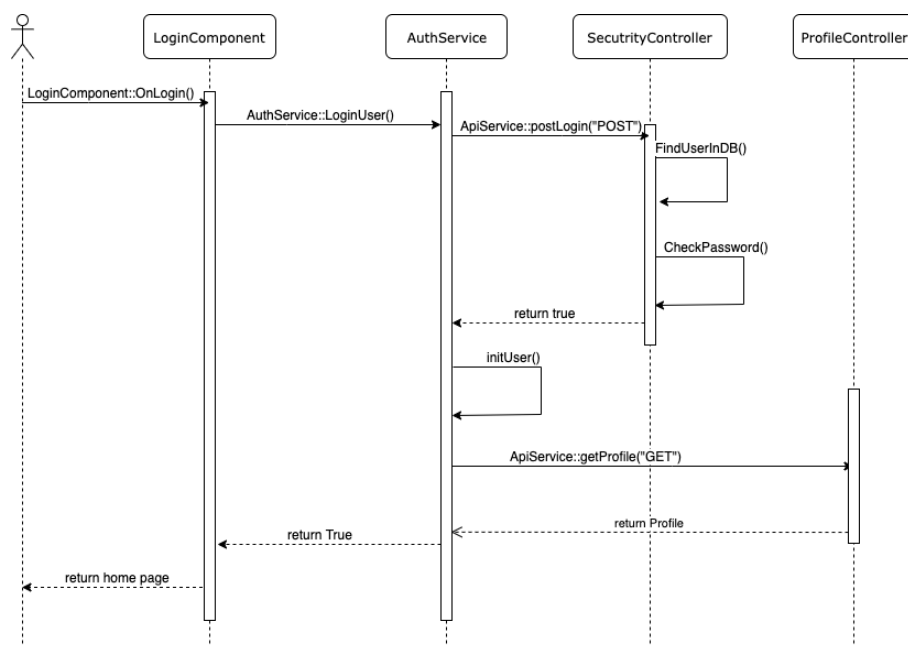 LoginComponent
AuthService
SecutrityController
ProfileController
LoginComponent::OnLogin()
AuthService::LoginUser()
ApiService::postLogin("POST")
FindUserInDB()
CheckPassword()
return true
initUser()
ApiService::getProfile("GET")
return Profile
return True
return home page